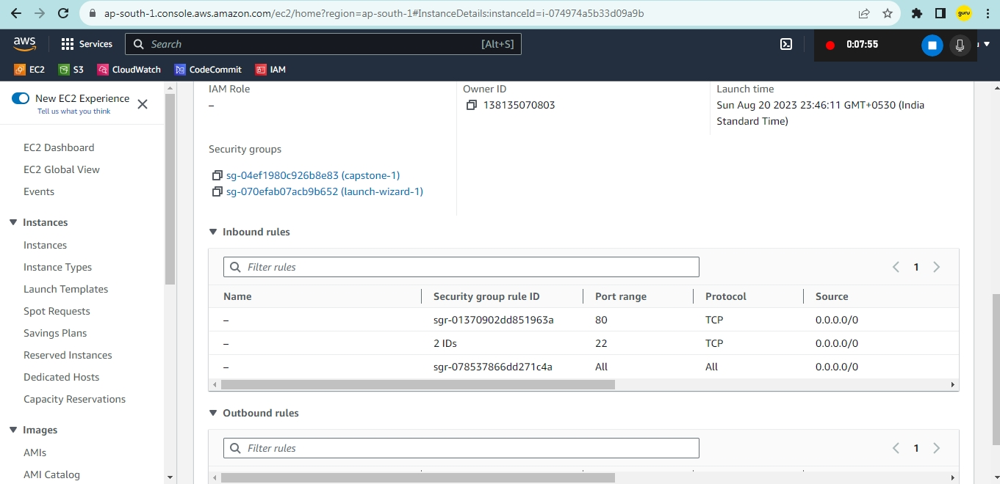 ap-south-1.console.aws.amazon.com/ec2/home?region=ap-south-1#InstanceDetails:instanceId=i-074974a5b33d09a9b
guru
aws
Services
Search
[Alt+S]
0:07:55
EC2
S3
CloudWatch
CodeCommit
IAM
New EC2 Experience
Tell us what you think
EC2 Dashboard
EC2 Global View
Events
Instances
Instances
Instance Types
Launch Templates
Spot Requests
Savings Plans
Reserved Instances
Dedicated Hosts
Capacity Reservations
Images
AMIs
AMI Catalog
IAM Role
–
Owner ID
138135070803
Launch time
Sun Aug 20 2023 23:46:11 GMT+0530 (India
Standard Time)
Security groups
sg-04ef1980c926b8e83 (capstone-1)
sg-070efab07acb9b652 (launch-wizard-1)
Inbound rules
Filter rules
1
Name Security group rule ID Port range Protocol Source
– sgr-01370902dd851963a 80 TCP 0.0.0.0/0
– 2 IDs 22 TCP 0.0.0.0/0
– sgr-078537866dd271c4a All All 0.0.0.0/0
Outbound rules
Filter rules
1